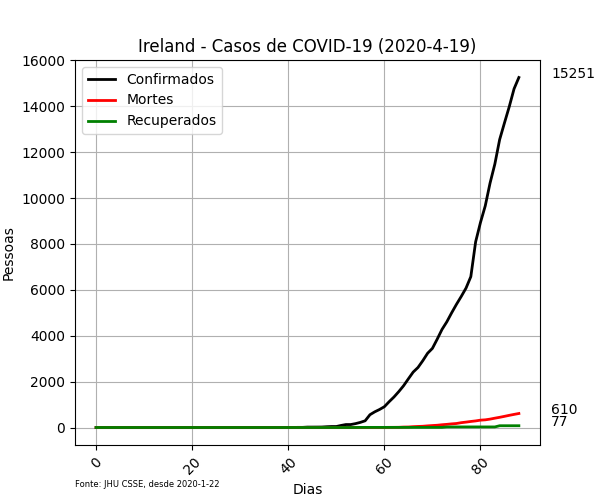 Ireland - Casos de COVID-19 (2020-4-19)
Confirmados
Mortes
Recuperados
16000
14000
12000
10000
8000
6000
4000
2000
0
Pessoas
15251
610
77
0
20
40
60
80
Dias
Fonte: JHU CSSE, desde 2020-1-22